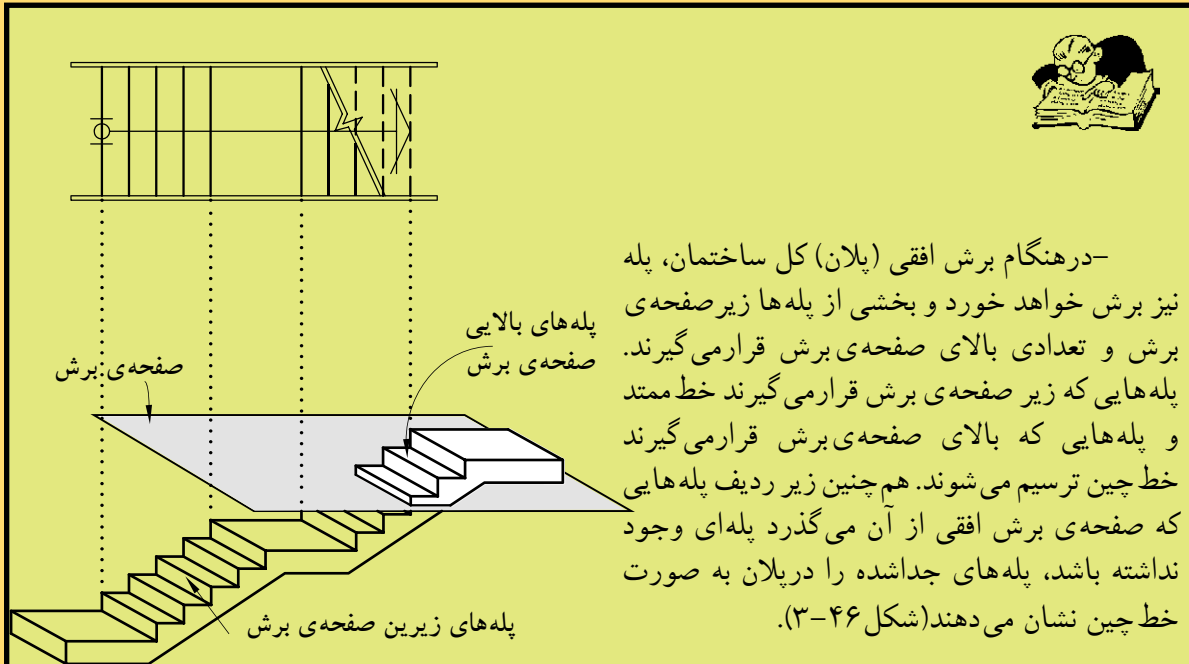 -درهنگام برش افقی (پلان) کل ساختمان، پله
نیز برش خواهد خورد و بخشی از پله‌ها زیرصفحه‌ی
برش و تعدادی بالای صفحه‌ی برش قرارمی‌گیرند.
پله‌هایی‌که زیر صفحه‌ی برش قرارمی‌گیرند خط ممتد
و پله‌هایی که بالای صفحه‌ی‌برش قرارمی‌گیرند
خط‌چین ترسیم می‌شوند. هم‌چنین زیر ردیف پله‌هایی
که صفحه‌ی برش افقی از آن می‌گذرد پله‌ای وجود
نداشته باشد، پله‌های جداشده را درپلان به صورت
خط‌چین نشان می‌دهند(شکل۴۶-۳).
پله‌های بالایی
صفحه‌ی برش
صفحه‌ی برش
پله‌های زیرین صفحه‌ی برش